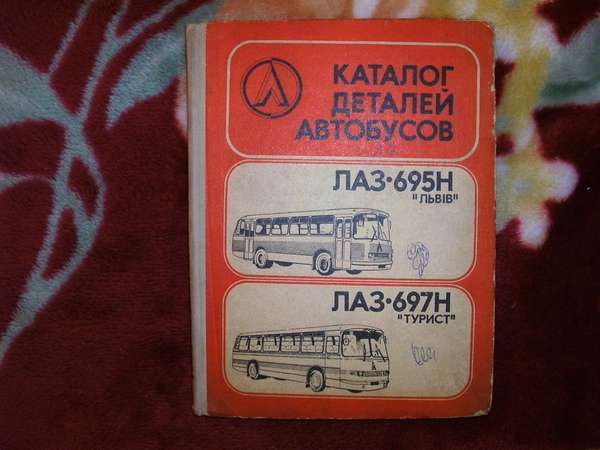 КАТАЛОГ
ДЕТАЛЕЙ
АВТОБУСОВ
ЛАЗ·695Н
"ЛЬВІВ"
ЛАЗ·697Н
"ТУРИСТ"